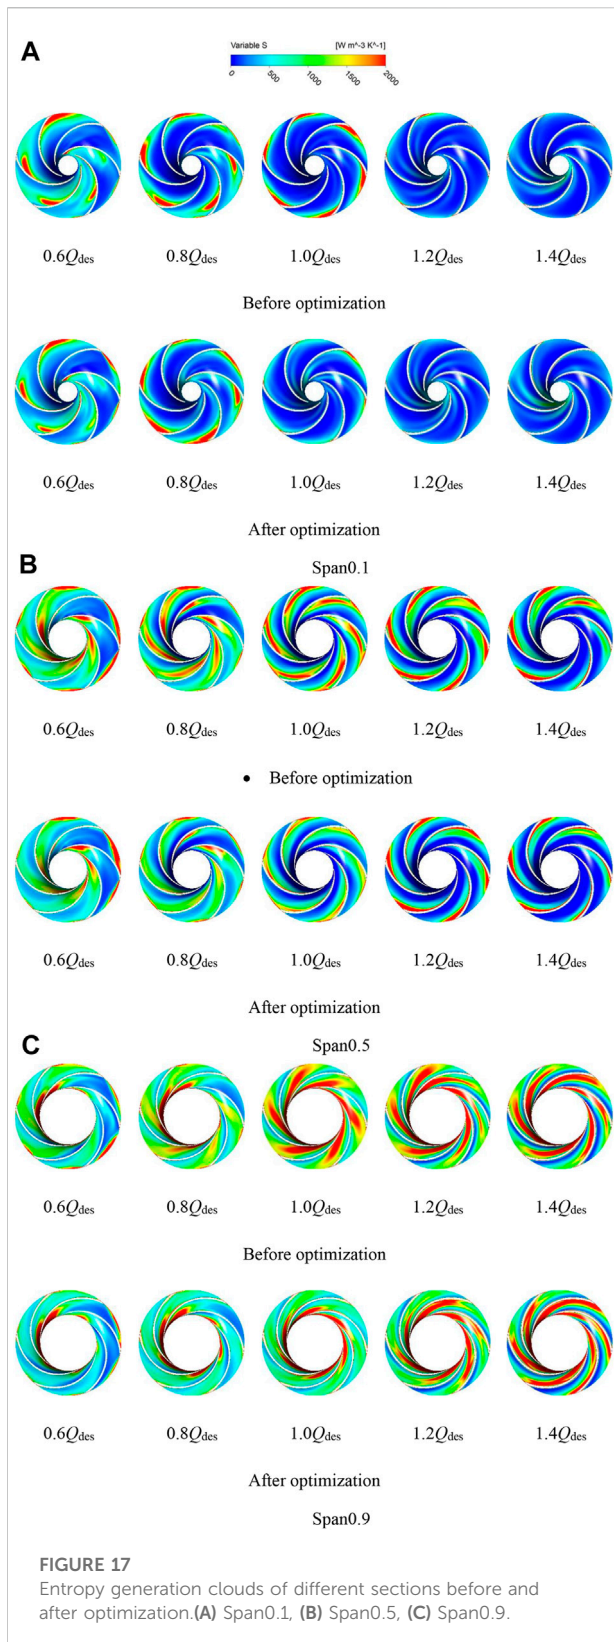 A
Variable S [W m^-3 K^-1]
0 500 1000 1500 2000
0.6Qdes 0.8Qdes 1.0Qdes 1.2Qdes 1.4Qdes
Before optimization
0.6Qdes 0.8Qdes 1.0Qdes 1.2Qdes 1.4Qdes
After optimization
Span0.1
B
0.6Qdes 0.8Qdes 1.0Qdes 1.2Qdes 1.4Qdes
• Before optimization
0.6Qdes 0.8Qdes 1.0Qdes 1.2Qdes 1.4Qdes
After optimization
Span0.5
C
0.6Qdes 0.8Qdes 1.0Qdes 1.2Qdes 1.4Qdes
Before optimization
0.6Qdes 0.8Qdes 1.0Qdes 1.2Qdes 1.4Qdes
After optimization
Span0.9
FIGURE 17
Entropy generation clouds of different sections before and
after optimization.(A) Span0.1, (B) Span0.5, (C) Span0.9.